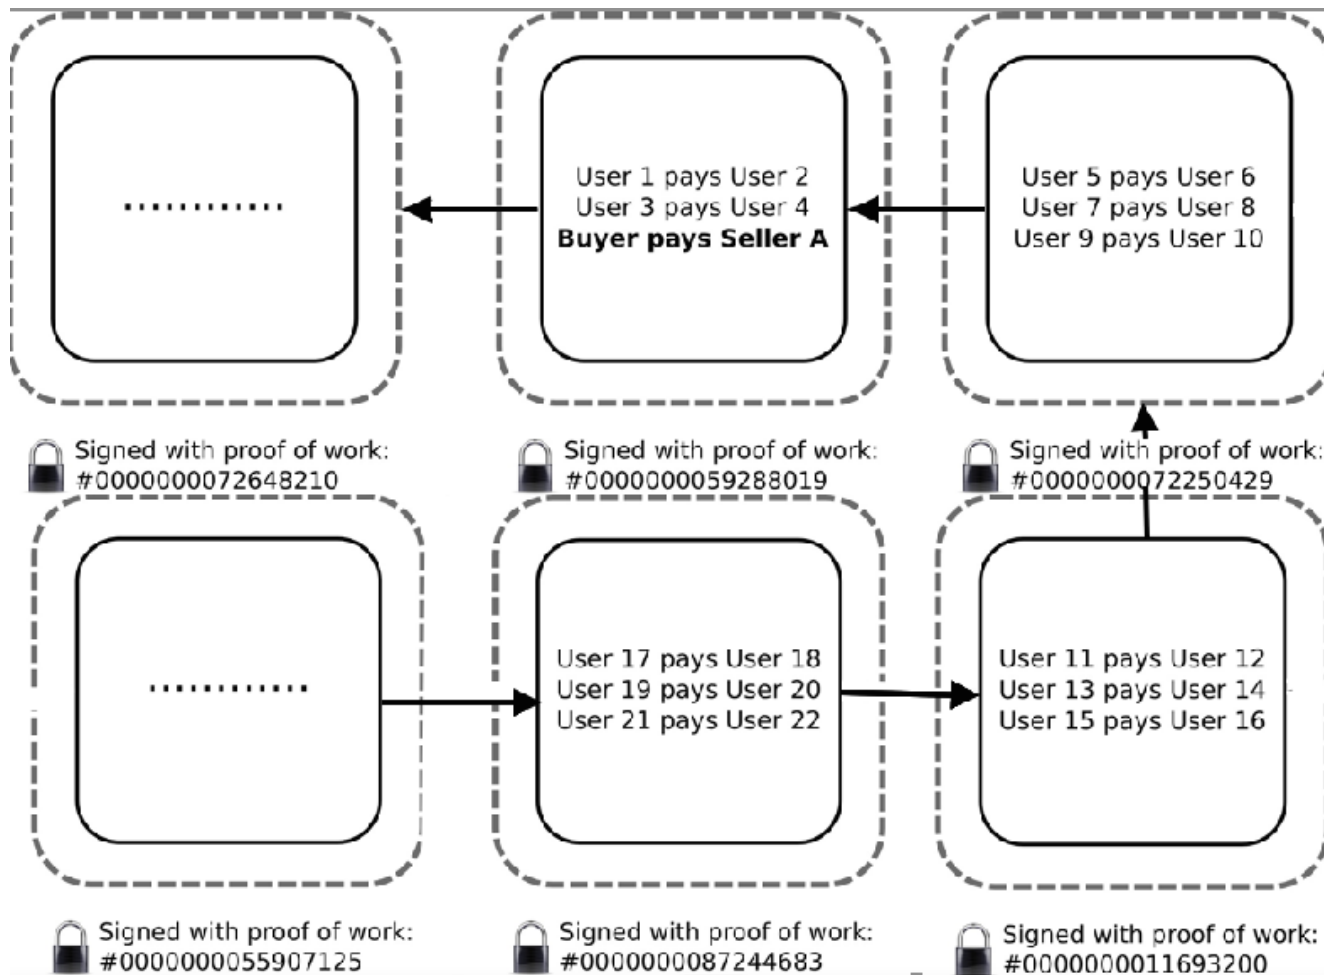 ............
User 1 pays User 2
User 3 pays User 4
Buyer pays Seller A
User 5 pays User 6
User 7 pays User 8
User 9 pays User 10
Signed with proof of work:
#0000000072648210
Signed with proof of work:
#0000000059288019
Signed with proof of work:
#0000000072250429
............
User 17 pays User 18
User 19 pays User 20
User 21 pays User 22
User 11 pays User 12
User 13 pays User 14
User 15 pays User 16
Signed with proof of work:
#0000000055907125
Signed with proof of work:
#0000000087244683
Signed with proof of work:
#0000000011693200